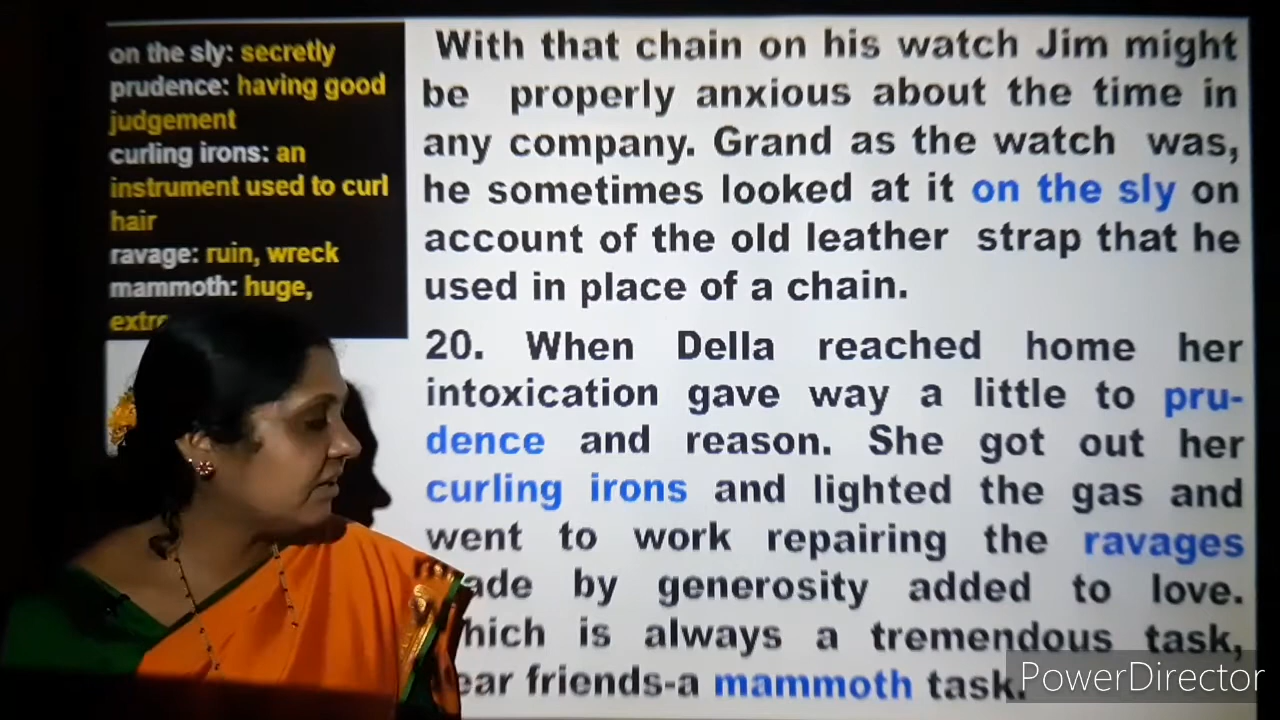 on the sly: secretly
prudence: having good
judgement
curling irons: an
instrument used to curl
hair
ravage: ruin, wreck
mammoth: huge,
With that chain on his watch Jim might
be properly anxious about the time in
any company. Grand as the watch was,
he sometimes looked at it on the sly on
account of the old leather strap that he
used in place of a chain.
20. When Della reached home her
intoxication gave way a little to pru-
dence and reason. She got out her
curling irons and lighted the gas and
went to work repairing the ravages
by generosity added to love.
is always a tremendous task,
friends-a mammoth task.
PowerDirector